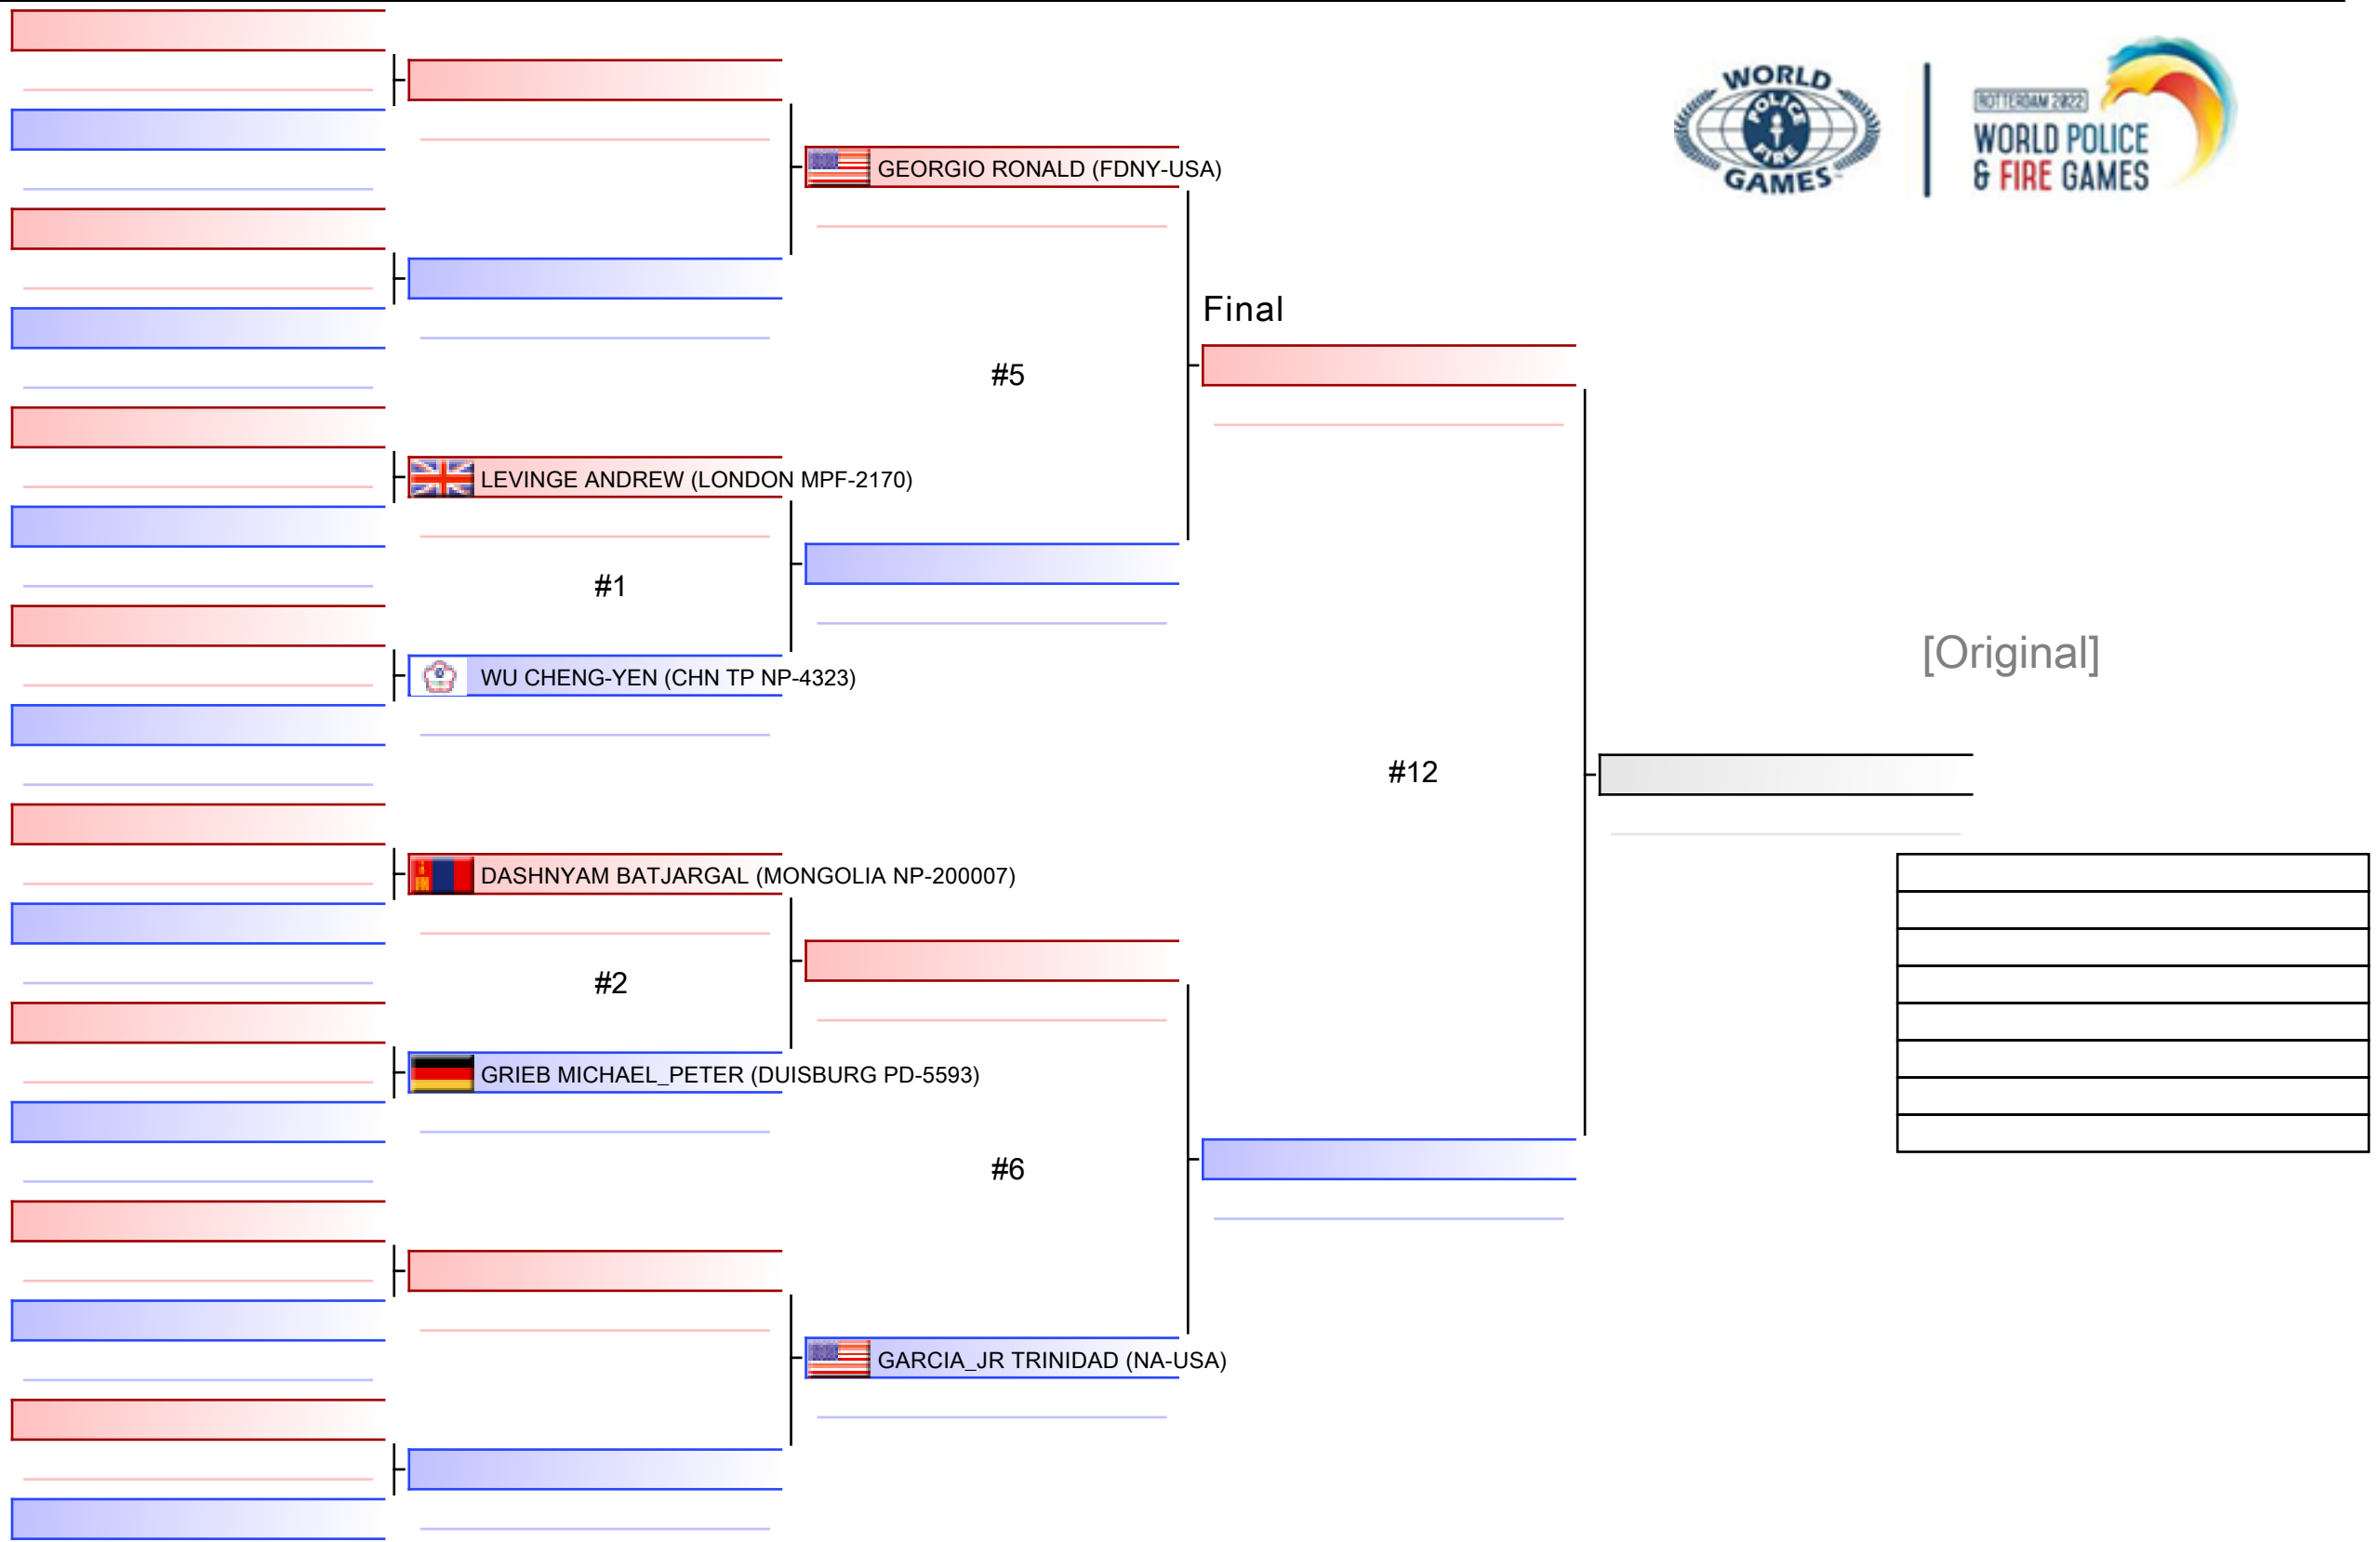 WORLD
POLICE
FIRE
GAMES
ROTTERDAM 2022
WORLD POLICE
& FIRE GAMES
GEORGIO RONALD (FDNY-USA)
Final
#5
LEVINGE ANDREW (LONDON MPF-2170)
#1
[Original]
WU CHENG-YEN (CHN TP NP-4323)
#12
DASHNYAM BATJARGAL (MONGOLIA NP-200007)
#2
GRIEB MICHAEL_PETER (DUISBURG PD-5593)
#6
GARCIA_JR TRINIDAD (NA-USA)